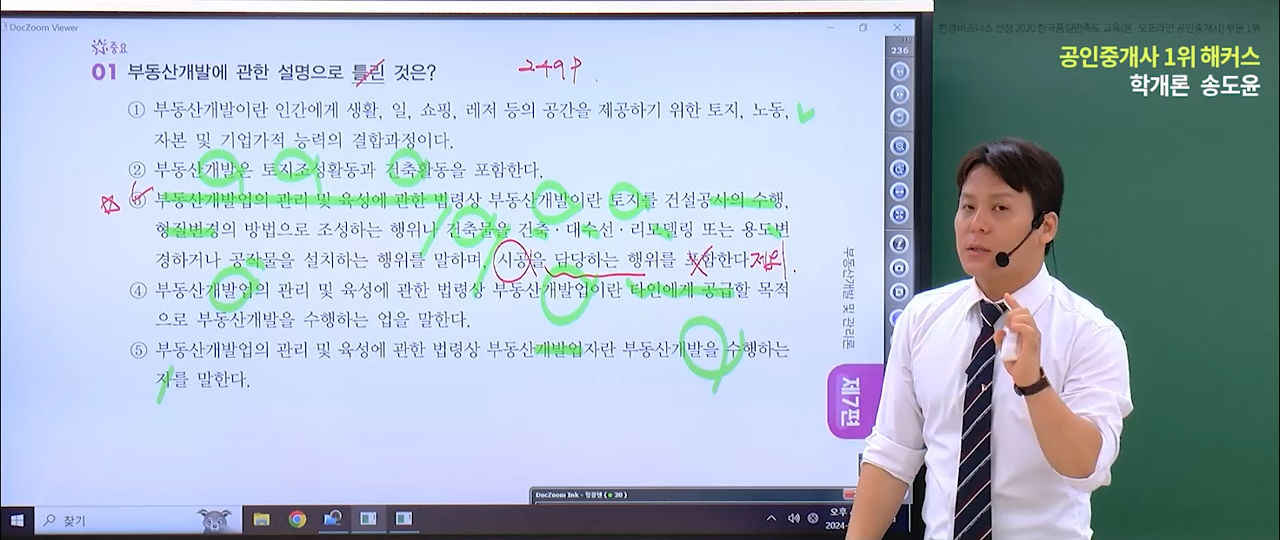 DocZoom Viewer
한경비즈니스 선정 2020 한국품질만족도 교육(온·오프라인 공인중개사) 부문 1위
공인중개사 1위 해커스
학개론 송도윤
중요
236
01 부동산개발에 관한 설명으로 틀린 것은?
249P.
① 부동산개발이란 인간에게 생활, 일, 쇼핑, 레저 등의 공간을 제공하기 위한 토지, 노동,
자본 및 기업가적 능력의 결합과정이다.
② 부동산개발은 토지조성활동과 건축활동을 포함한다.
③ 부동산개발업의 관리 및 육성에 관한 법령상 부동산개발이란 토지를 건설공사의 수행,
형질변경의 방법으로 조성하는 행위나 건축물을 건축·대수선·리모델링 또는 용도변
경하거나 공작물을 설치하는 행위를 말하며, 시공을 담당하는 행위를 포함한다.
제외
④ 부동산개발업의 관리 및 육성에 관한 법령상 부동산개발업이란 타인에게 공급할 목적
으로 부동산개발을 수행하는 업을 말한다.
⑤ 부동산개발업의 관리 및 육성에 관한 법령상 부동산개발업자란 부동산개발을 수행하는
자를 말한다.
부동산개발 및 관리론
제7편
DocZoom Ink - 형광펜 ( 20 )
찾기
오후
2024-